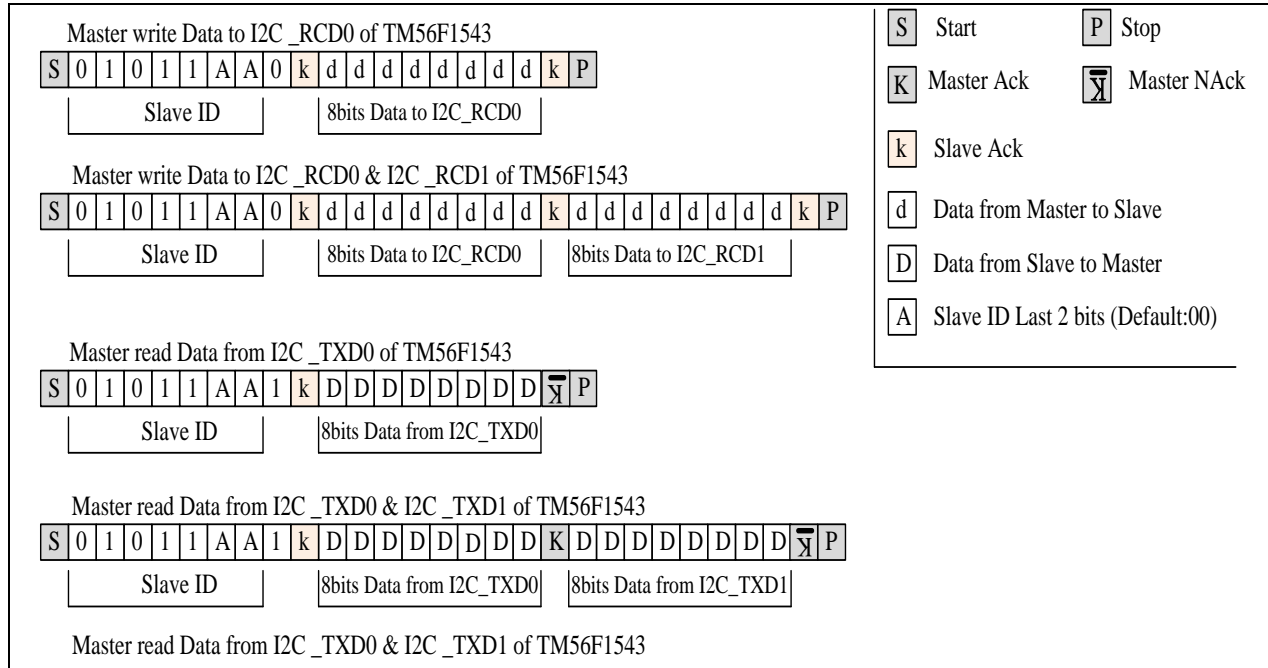 Master write Data to I2C _RCD0 of TM56F1543
S 0 1 0 1 1 A A 0 k d d d d d d d d k P
Slave ID 8bits Data to I2C_RCD0
Master write Data to I2C _RCD0 & I2C _RCD1 of TM56F1543
S 0 1 0 1 1 A A 0 k d d d d d d d d k d d d d d d d d k P
Slave ID 8bits Data to I2C_RCD0 8bits Data to I2C_RCD1
Master read Data from I2C _TXD0 of TM56F1543
S 0 1 0 1 1 A A 1 k D D D D D D D D K̅ P
Slave ID 8bits Data from I2C_TXD0
Master read Data from I2C _TXD0 & I2C _TXD1 of TM56F1543
S 0 1 0 1 1 A A 1 k D D D D D D D D K D D D D D D D D K̅ P
Slave ID 8bits Data from I2C_TXD0 8bits Data from I2C_TXD1
Master read Data from I2C _TXD0 & I2C _TXD1 of TM56F1543
S Start P Stop
K Master Ack K̅ Master NAck
k Slave Ack
d Data from Master to Slave
D Data from Slave to Master
A Slave ID Last 2 bits (Default:00)